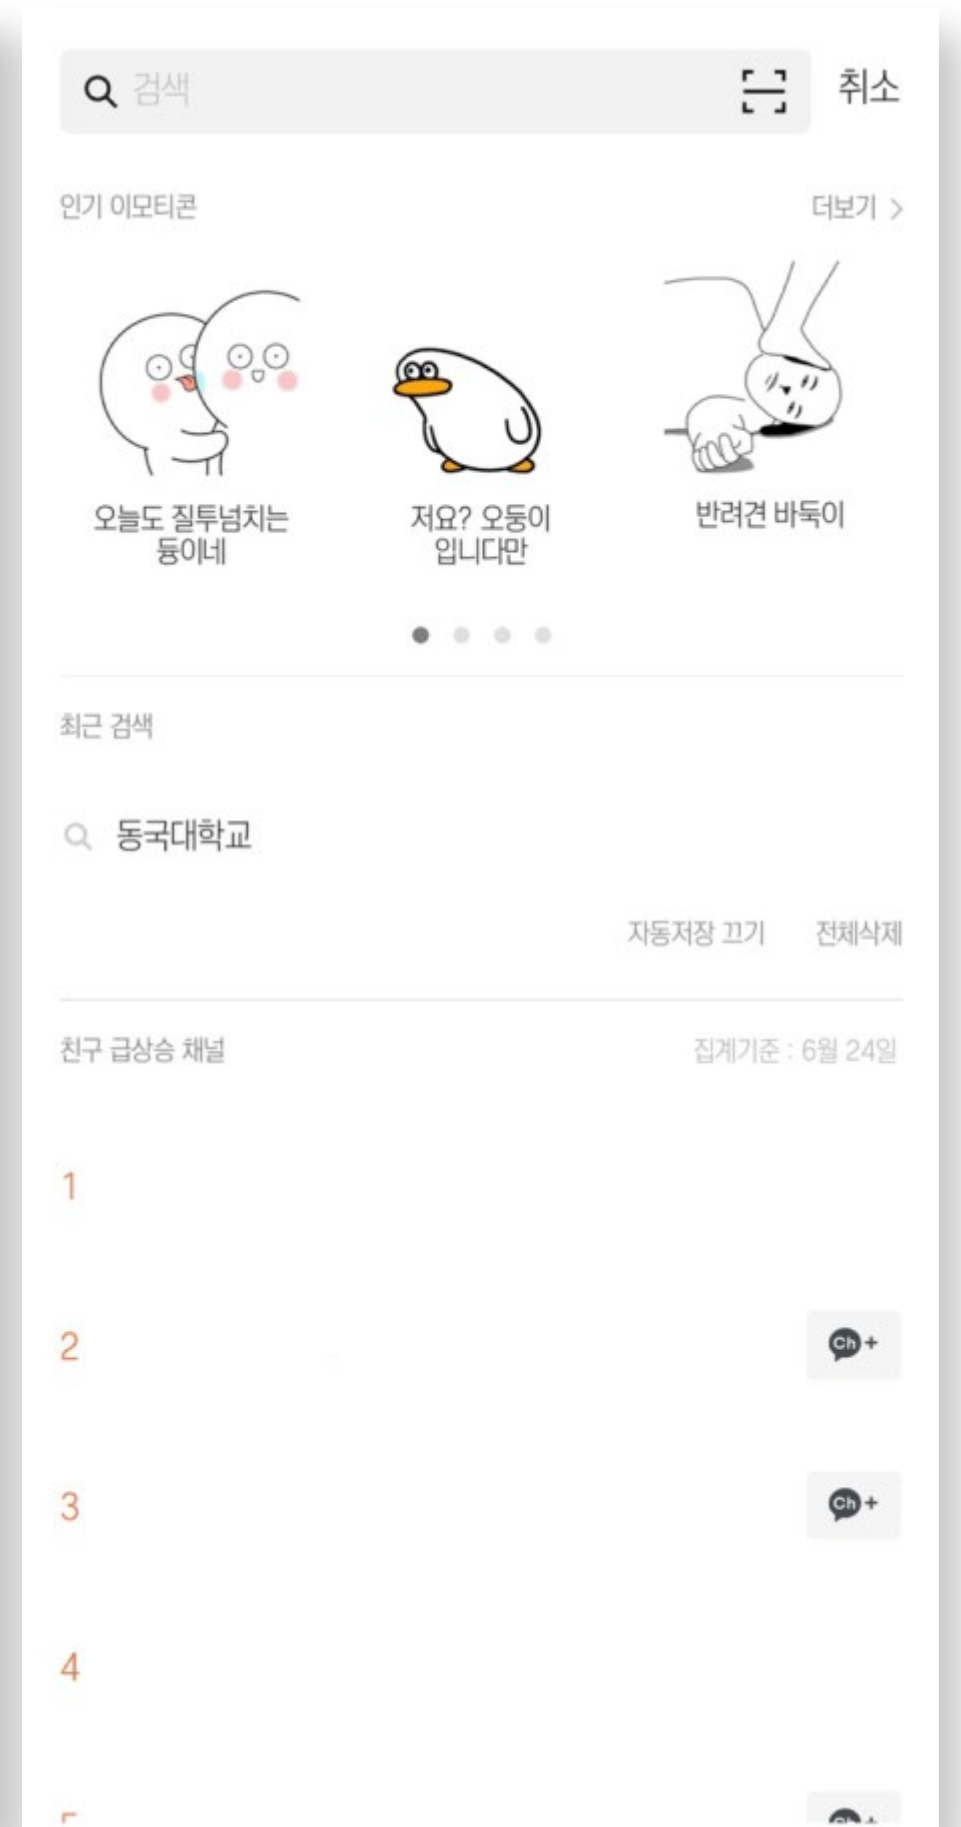 검색
취소
인기 이모티콘
더보기 >
오늘도 질투넘치는
듕이네
저요? 오둥이
입니다만
반려견 바둑이
최근 검색
동국대학교
자동저장 끄기
전체삭제
친구 급상승 채널
집계기준 : 6월 24일
1
2
Ch+
3
Ch+
4